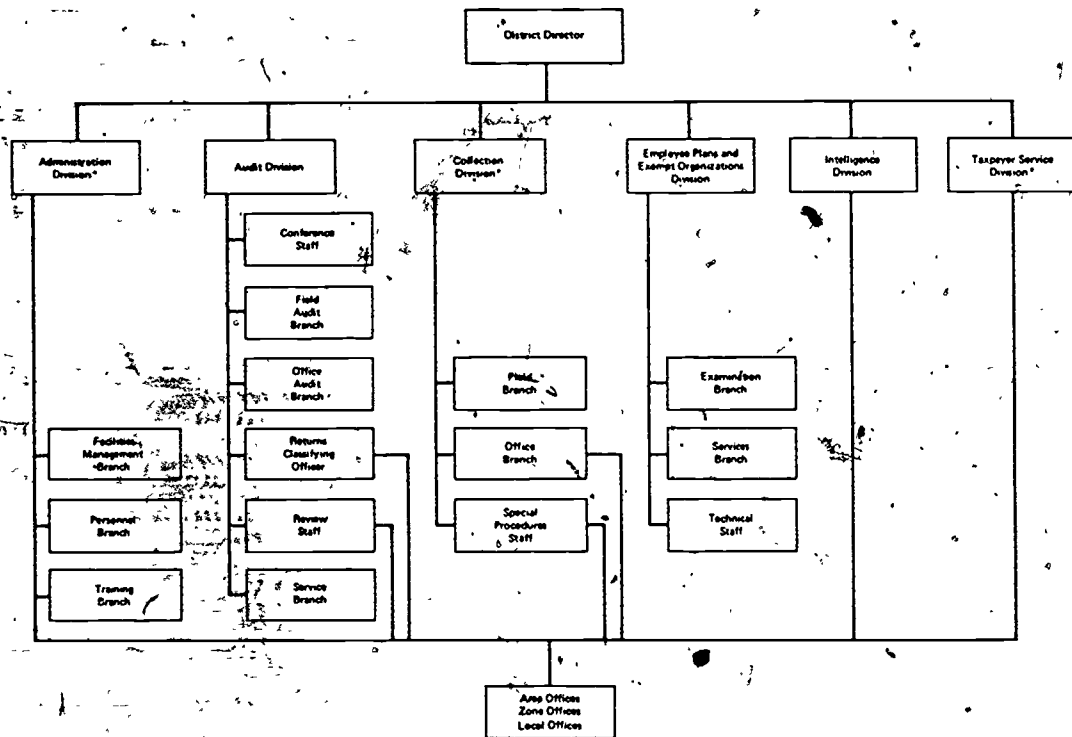 District Director
Administration
Division*
Audit Division
Collection
Division*
Employee Plans and
Exempt Organizations
Division
Intelligence
Division
Taxpayer Service
Division*
Conference
Staff
Field
Audit
Branch
Office
Audit
Branch
Returns
Classifying
Officer
Review
Staff
Service
Branch
Facilities
Management
Branch
Personnel
Branch
Training
Branch
Field
Branch
Office
Branch
Special
Procedures
Staff
Examination
Branch
Services
Branch
Technical
Staff
Area Offices
Zone Offices
Local Offices